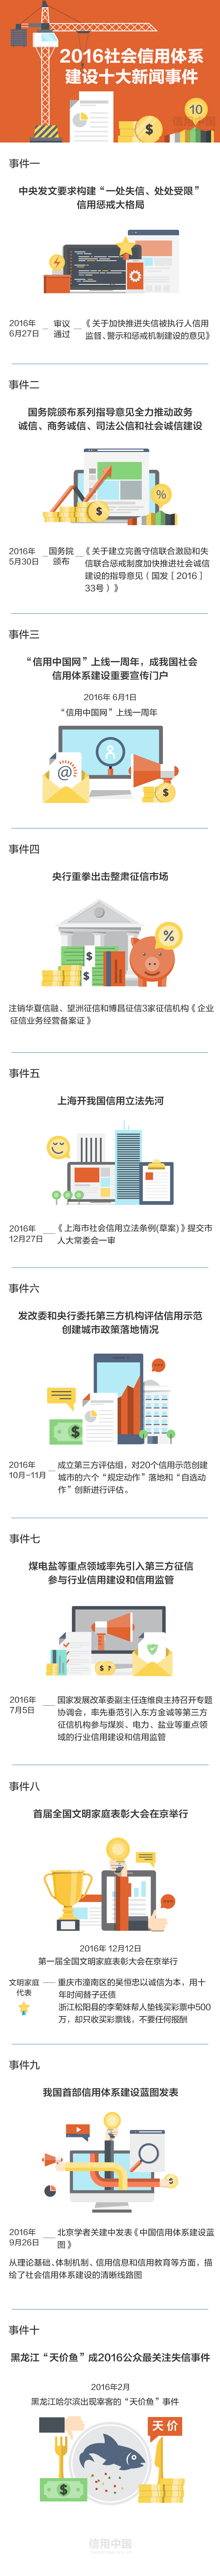 2016社会信用体系
建设十大新闻事件
10
信用中国
事件一
中央发文要求构建“一处失信、处处受限”
信用惩戒大格局
2016年
6月27日
审议
通过
《关于加快推进失信被执行人信用
监督、警示和惩戒机制建设的意见》
事件二
国务院颁布系列指导意见全力推动政务
诚信、商务诚信、司法公信和社会诚信建设
%
$
2016年
5月30日
国务院
颁布
《关于建立完善守信联合激励和失
信联合惩戒制度加快推进社会诚信
建设的指导意见（国发［2016］
33号）》
事件三
“信用中国网”上线一周年，成我国社会
信用体系建设重要宣传门户
2016年 6月1日
“信用中国网”上线一周年
@
$
事件四
央行重拳出击整肃征信市场
%
$
$
注销华夏信融、望洲征信和博昌征信3家征信机构《企业
征信业务经营备案证》
事件五
上海开我国信用立法先河
2016年
12月27日
《上海市社会信用立法条例(草案)》提交市
人大常委会一审
事件六
发改委和央行委托第三方机构评估信用示范
创建城市政策落地情况
$
2016年
10月-11月
成立第三方评估组，对20个信用示范创建
城市的六个“规定动作”落地和“自选动
作”创新进行评估。
事件七
煤电盐等重点领域率先引入第三方征信
参与行业信用建设和信用监管
$
2016年
7月5日
国家发展改革委副主任连维良主持召开专题
协调会，率先重范引入东方金诚等第三方
征信机构参与煤炭、电力、盐业等重点领
域的行业信用建设和信用监管
事件八
首届全国文明家庭表彰大会在京举行
2016年 12月12日
第一届全国文明家庭表彰大会在京举行
文明家庭
代表
重庆市潼南区的吴恒忠以诚信为本，用十
年时间替子还债
浙江松阳县的李菊妹帮人垫钱买彩票中500
万，却只收买彩票钱，不要任何报酬
事件九
我国首部信用体系建设蓝图发表
$
2016年
9月26日
北京学者关建中发表《中国信用体系建设蓝
图》
从理论基础、体制机制、信用信息和信用教育等方面，描
绘了社会信用体系建设的清晰线路图
事件十
黑龙江“天价鱼”成2016公众最关注失信事件
2016年2月
黑龙江哈尔滨出现宰客的“天价鱼”事件
天价
$
信用中国